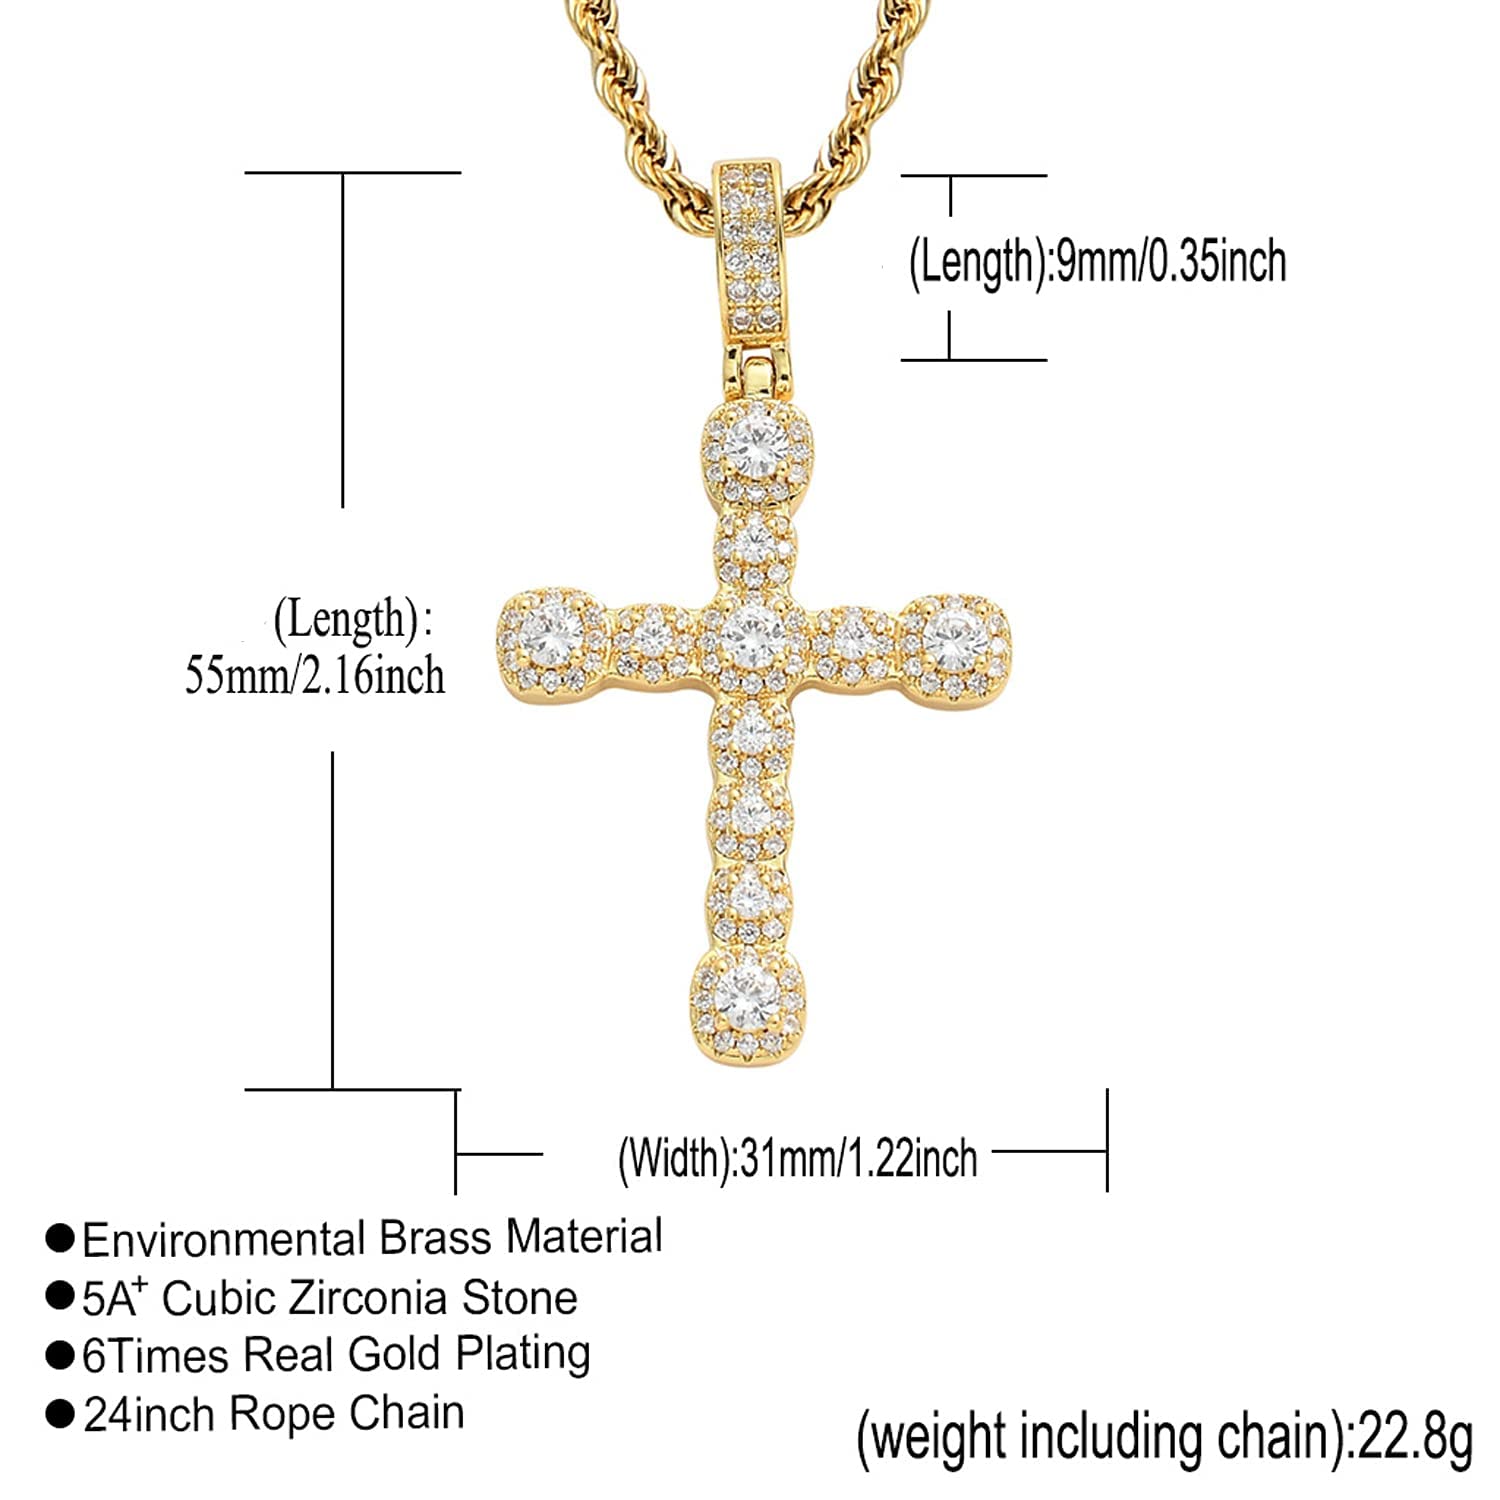 (Length):9mm/0.35inch
(Length):
55mm/2.16inch
(Width):31mm/1.22inch
●Environmental Brass Material
●5A+ Cubic Zirconia Stone
●6Times Real Gold Plating
●24inch Rope Chain
(weight including chain):22.8g